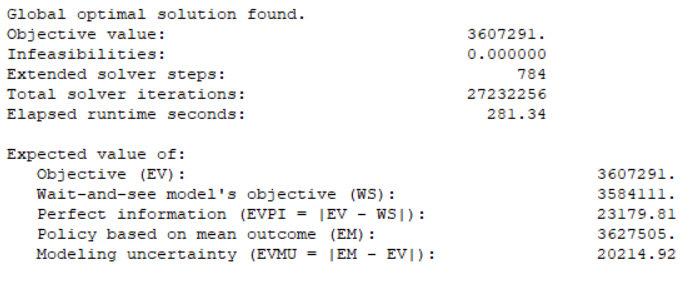 Global optimal solution found.
Objective value: 3607291.
Infeasibilities: 0.000000
Extended solver steps: 784
Total solver iterations: 27232256
Elapsed runtime seconds: 281.34
Expected value of:
Objective (EV): 3607291.
Wait-and-see model's objective (WS): 3584111.
Perfect information (EVPI = |EV - WS|): 23179.81
Policy based on mean outcome (EM): 3627505.
Modeling uncertainty (EVMU = |EM - EV|): 20214.92